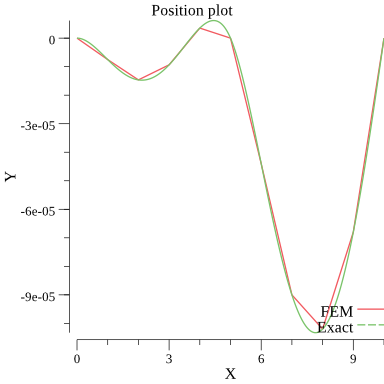 Position plot
0
-3e-05
-6e-05
-9e-05
Y
FEM
Exact
0 3 6 9
X